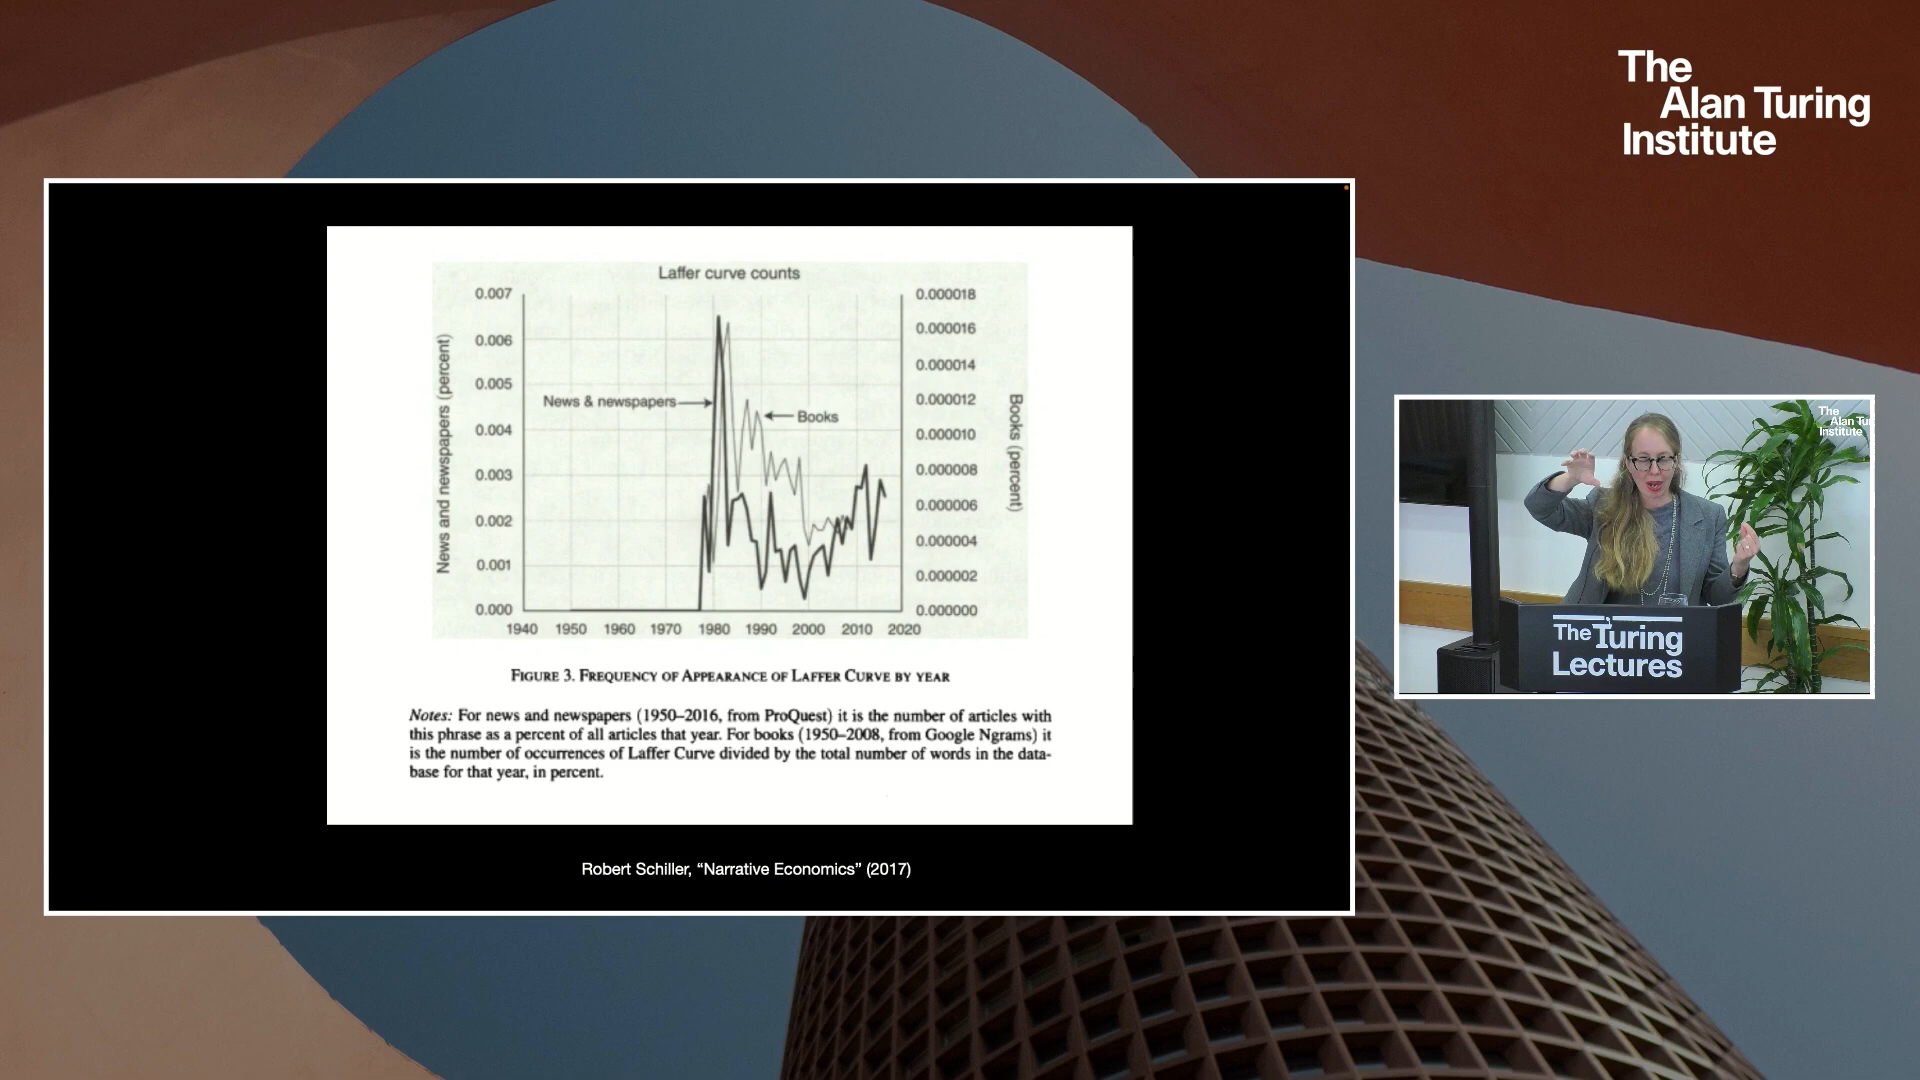 The
Alan Turing
Institute
Laffer curve counts
0.007
0.006
0.005
0.004
0.003
0.002
0.001
0.000
News and newspapers (percent)
0.000018
0.000016
0.000014
0.000012
0.000010
0.000008
0.000006
0.000004
0.000002
0.000000
Books (percent)
News & newspapers
Books
1940 1950 1960 1970 1980 1990 2000 2010 2020
FIGURE 3. FREQUENCY OF APPEARANCE OF LAFFER CURVE BY YEAR
Notes: For news and newspapers (1950–2016, from ProQuest) it is the number of articles with
this phrase as a percent of all articles that year. For books (1950–2008, from Google Ngrams) it
is the number of occurrences of Laffer Curve divided by the total number of words in the data-
base for that year, in percent.
Robert Schiller, “Narrative Economics” (2017)
The
Alan Tu
Institute
The Turing
Lectures